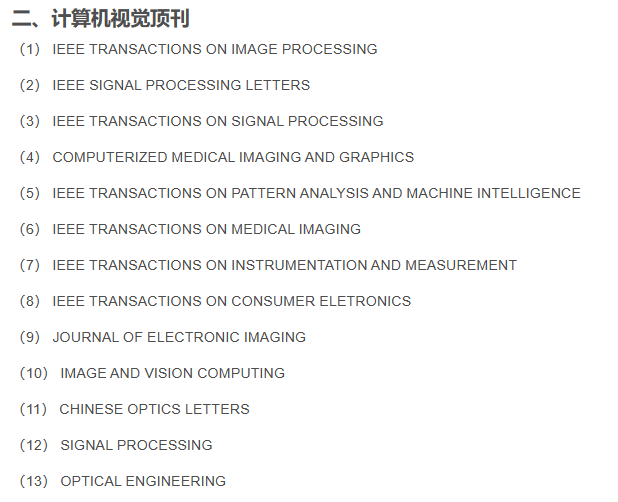 二、计算机视觉顶刊
（1） IEEE TRANSACTIONS ON IMAGE PROCESSING
（2） IEEE SIGNAL PROCESSING LETTERS
（3） IEEE TRANSACTIONS ON SIGNAL PROCESSING
（4） COMPUTERIZED MEDICAL IMAGING AND GRAPHICS
（5） IEEE TRANSACTIONS ON PATTERN ANALYSIS AND MACHINE INTELLIGENCE
（6） IEEE TRANSACTIONS ON MEDICAL IMAGING
（7） IEEE TRANSACTIONS ON INSTRUMENTATION AND MEASUREMENT
（8） IEEE TRANSACTIONS ON CONSUMER ELETRONICS
（9） JOURNAL OF ELECTRONIC IMAGING
（10） IMAGE AND VISION COMPUTING
（11） CHINESE OPTICS LETTERS
（12） SIGNAL PROCESSING
（13） OPTICAL ENGINEERING